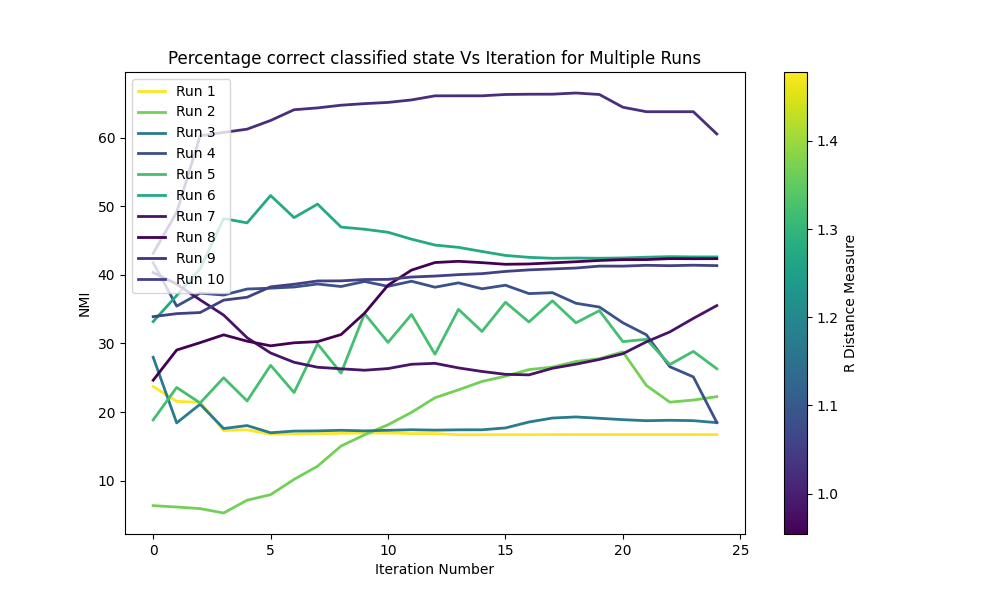 Percentage correct classified state Vs Iteration for Multiple Runs
Run 1
Run 2
Run 3
Run 4
Run 5
Run 6
Run 7
Run 8
Run 9
Run 10
60
50
40
30
20
10
NMI
0
5
10
15
20
25
Iteration Number
1.4
1.3
1.2
1.1
1.0
R Distance Measure